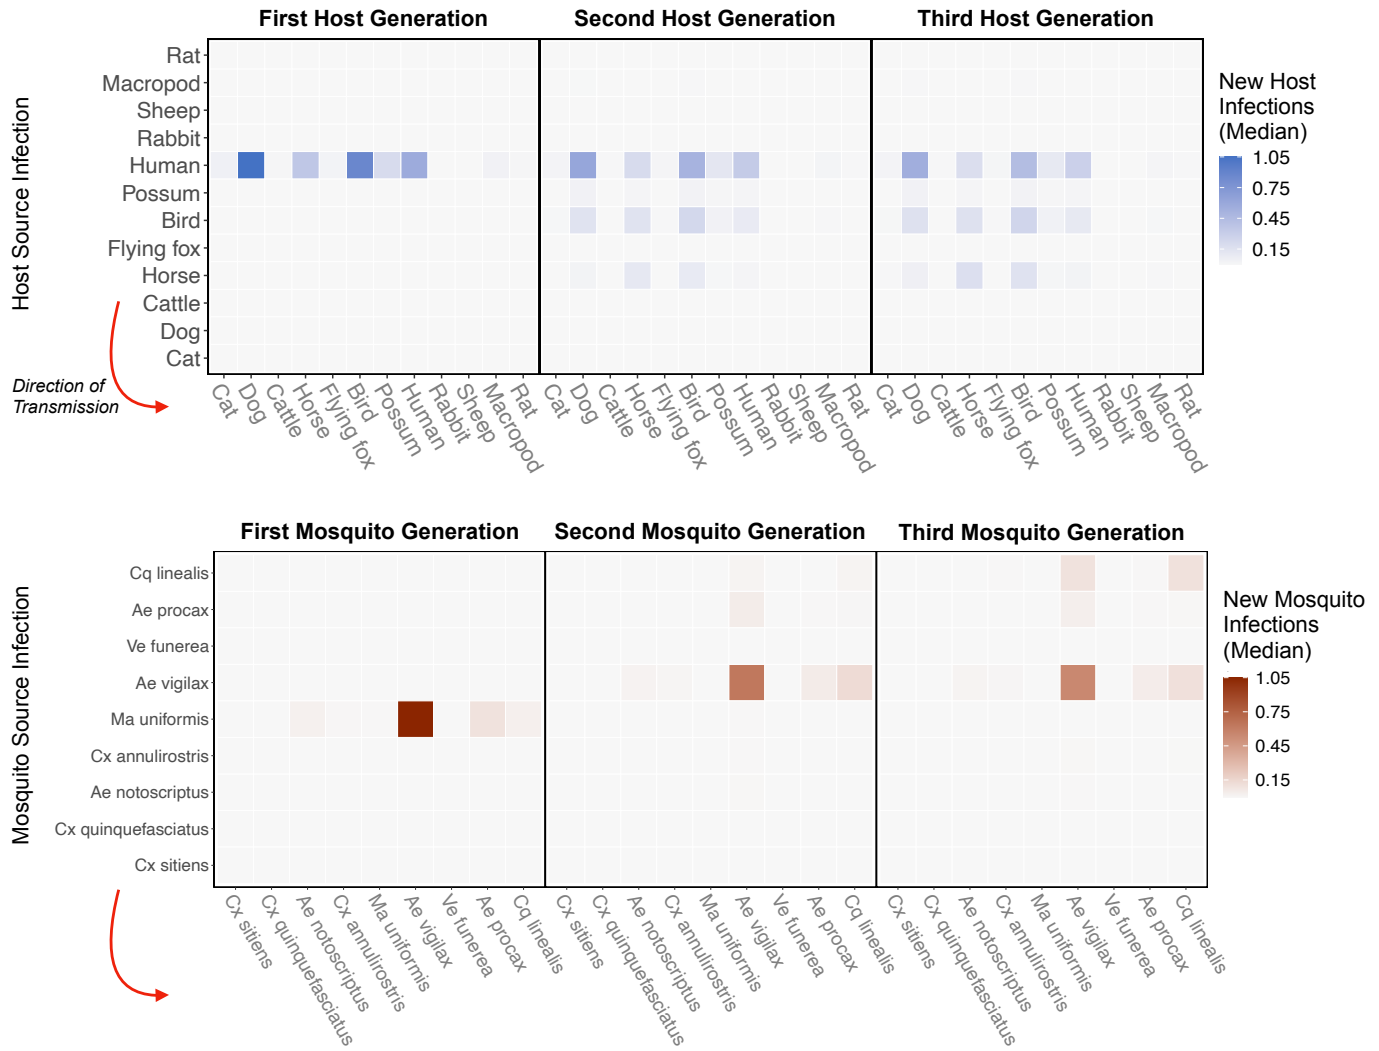 First Host Generation
Second Host Generation
Third Host Generation
Host Source Infection
Rat
Macropod
Sheep
Rabbit
Human
Possum
Bird
Flying fox
Horse
Cattle
Dog
Cat
Direction of
Transmission
Cat
Dog
Cattle
Horse
Flying fox
Bird
Possum
Human
Rabbit
Sheep
Macropod
Rat
Cat
Dog
Cattle
Horse
Flying fox
Bird
Possum
Human
Rabbit
Sheep
Macropod
Rat
Cat
Dog
Cattle
Horse
Flying fox
Bird
Possum
Human
Rabbit
Sheep
Macropod
Rat
New Host
Infections
(Median)
1.05
0.75
0.45
0.15
First Mosquito Generation
Second Mosquito Generation
Third Mosquito Generation
Mosquito Source Infection
Cq linealis
Ae procax
Ve funerea
Ae vigilax
Ma uniformis
Cx annulirostris
Ae notoscriptus
Cx quinquefasciatus
Cx sitiens
Cx sitiens
Cx quinquefasciatus
Ae notoscriptus
Cx annulirostris
Ma uniformis
Ae vigilax
Ve funerea
Ae procax
Cq linealis
Cx sitiens
Cx quinquefasciatus
Ae notoscriptus
Cx annulirostris
Ma uniformis
Ae vigilax
Ve funerea
Ae procax
Cq linealis
Cx sitiens
Cx quinquefasciatus
Ae notoscriptus
Cx annulirostris
Ma uniformis
Ae vigilax
Ve funerea
Ae procax
Cq linealis
New Mosquito
Infections
(Median)
1.05
0.75
0.45
0.15